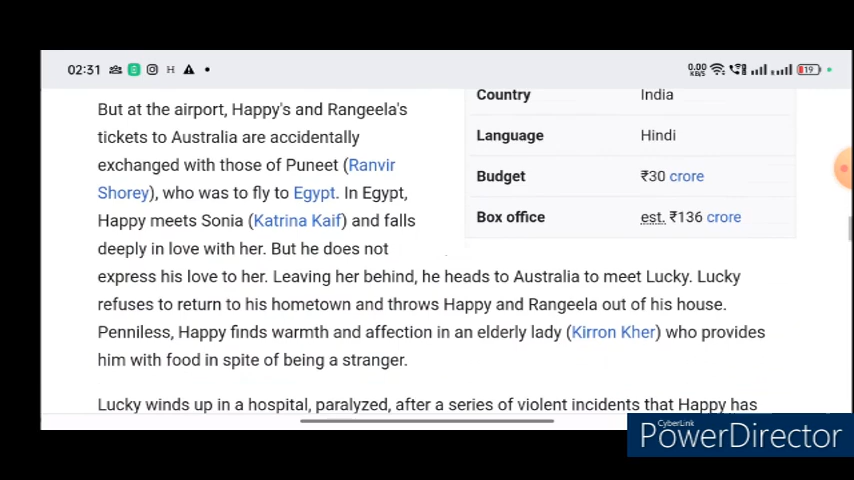 02:31 H 0.00 KB/S 19
Country India
Language Hindi
Budget ₹30 crore
Box office est. ₹136 crore
But at the airport, Happy's and Rangeela's
tickets to Australia are accidentally
exchanged with those of Puneet (Ranvir
Shorey), who was to fly to Egypt. In Egypt,
Happy meets Sonia (Katrina Kaif) and falls
deeply in love with her. But he does not
express his love to her. Leaving her behind, he heads to Australia to meet Lucky. Lucky
refuses to return to his hometown and throws Happy and Rangeela out of his house.
Penniless, Happy finds warmth and affection in an elderly lady (Kirron Kher) who provides
him with food in spite of being a stranger.
Lucky winds up in a hospital, paralyzed, after a series of violent incidents that Happy has
CyberLink
PowerDirector